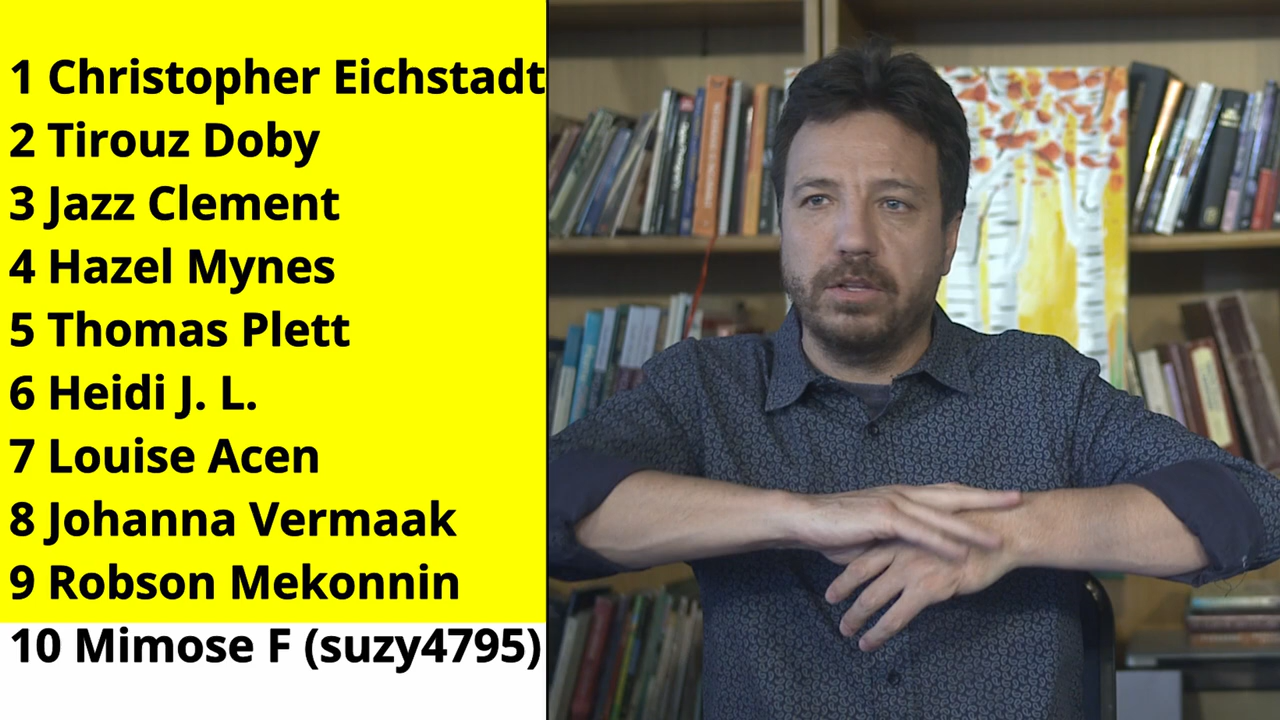 1 Christopher Eichstadt
2 Tirouz Doby
3 Jazz Clement
4 Hazel Mynes
5 Thomas Plett
6 Heidi J. L.
7 Louise Acen
8 Johanna Vermaak
9 Robson Mekonnin
10 Mimose F (suzy4795)